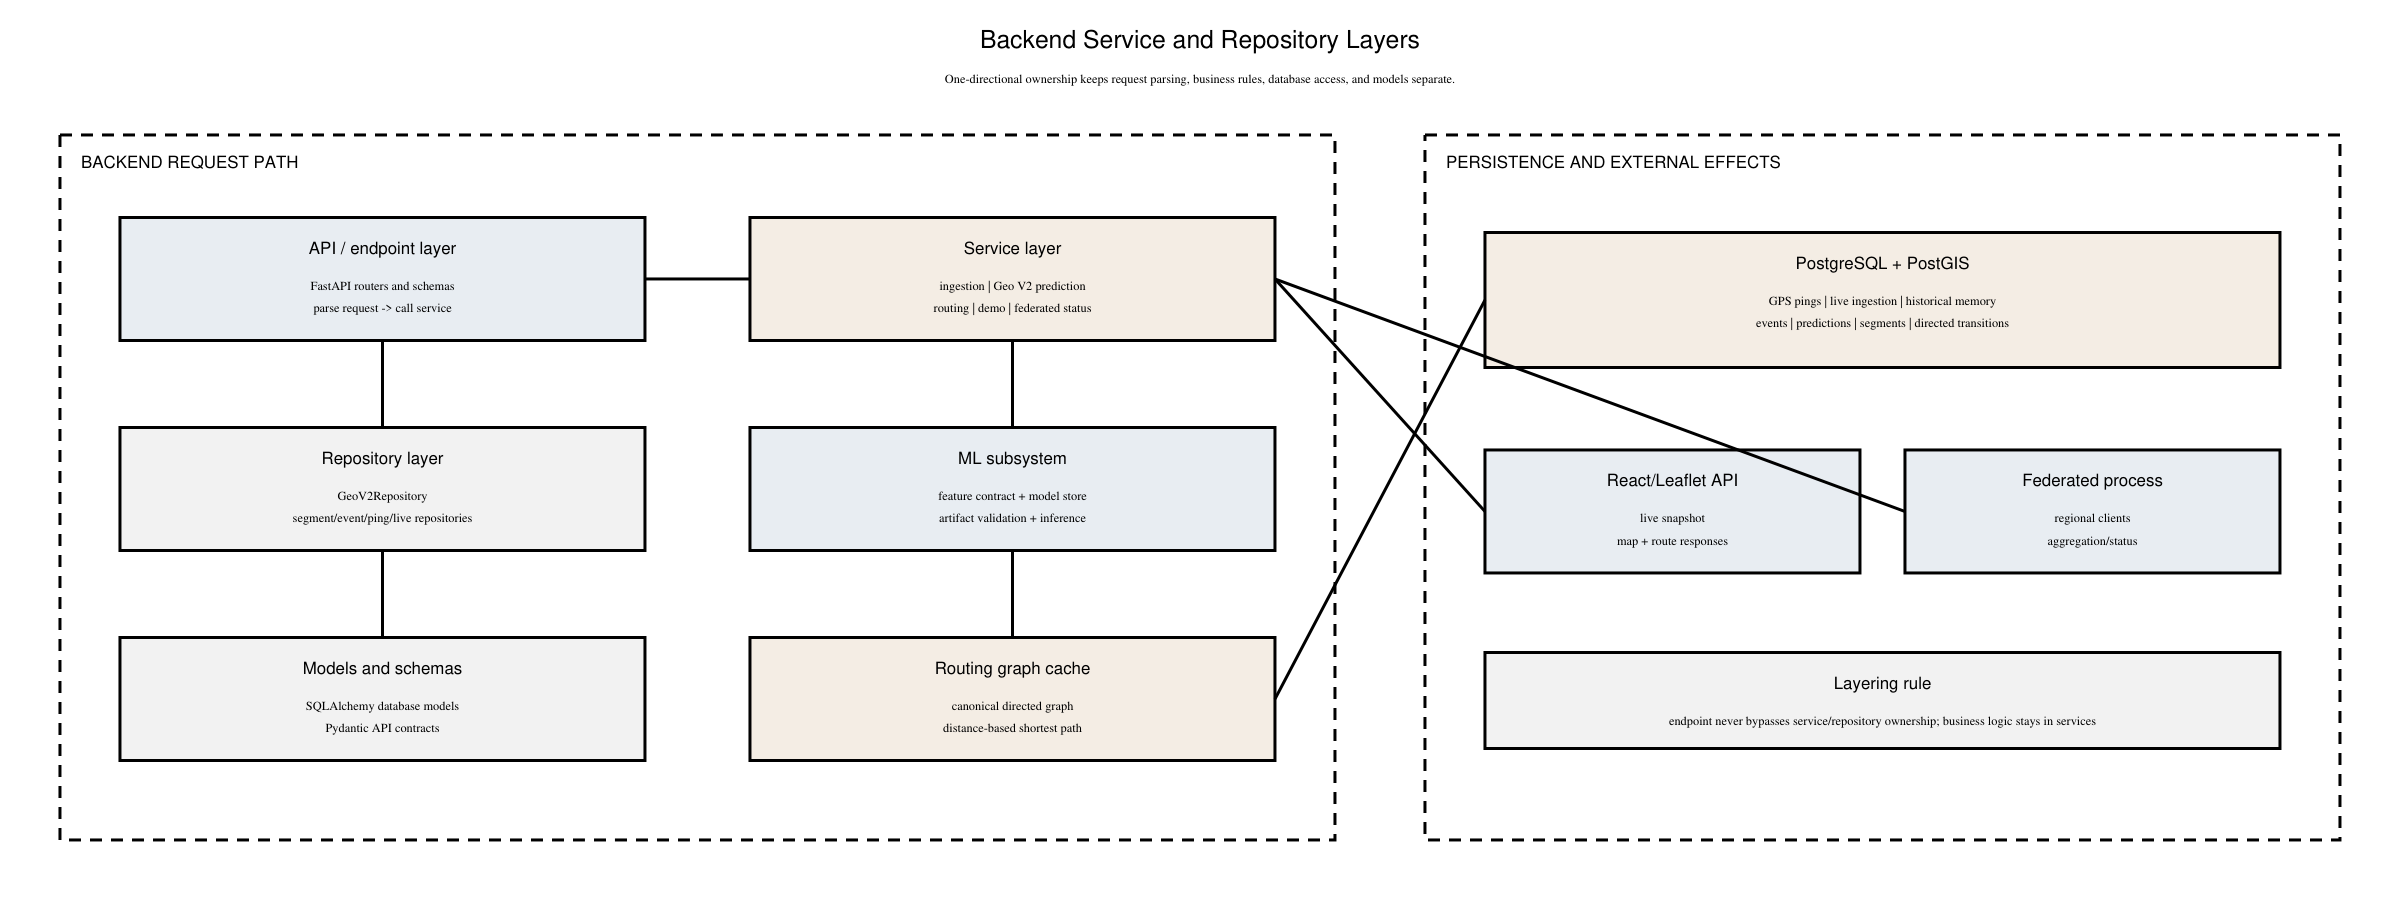 Backend Service and Repository Layers
One-directional ownership keeps request parsing, business rules, database access, and models separate.
BACKEND REQUEST PATH
API / endpoint layer
FastAPI routers and schemas
parse request -> call service
Service layer
ingestion | Geo V2 prediction
routing | demo | federated status
Repository layer
GeoV2Repository
segment/event/ping/live repositories
ML subsystem
feature contract + model store
artifact validation + inference
Models and schemas
SQLAlchemy database models
Pydantic API contracts
Routing graph cache
canonical directed graph
distance-based shortest path
PERSISTENCE AND EXTERNAL EFFECTS
PostgreSQL + PostGIS
GPS pings | live ingestion | historical memory
events | predictions | segments | directed transitions
React/Leaflet API
live snapshot
map + route responses
Federated process
regional clients
aggregation/status
Layering rule
endpoint never bypasses service/repository ownership; business logic stays in services